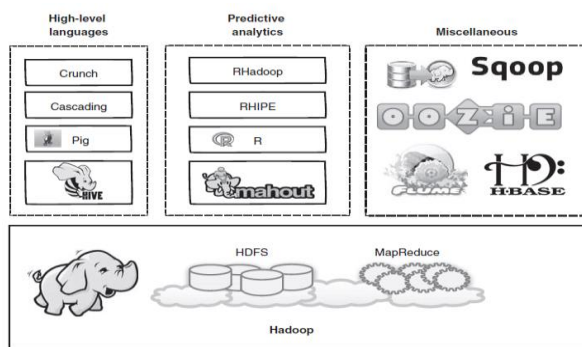 High-level
languages
Predictive
analytics
Miscellaneous
Crunch
Cascading
Pig
HIVE
RHadoop
RHIPE
R
R
mahout
Sqoop
OOZiE
FLUME
H:
H·BASE
HDFS
MapReduce
Hadoop